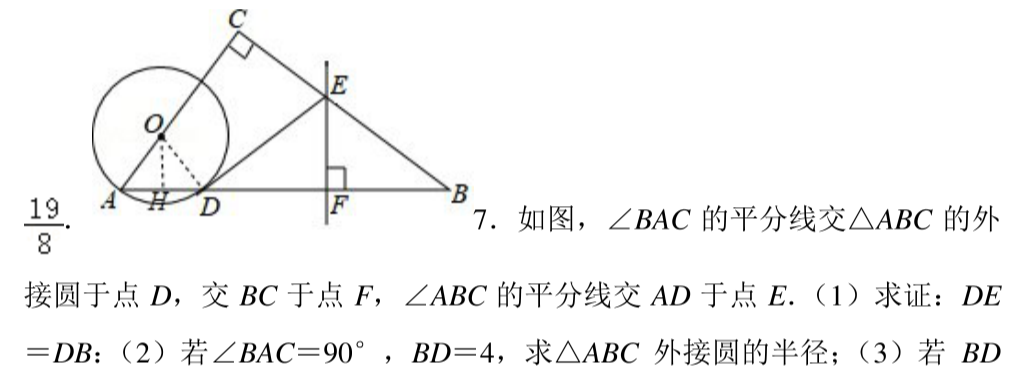 C
E
O
A
H
D
F
B
19/8.
7．如图，∠BAC 的平分线交△ABC 的外
接圆于点 D，交 BC 于点 F，∠ABC 的平分线交 AD 于点 E.（1）求证：DE
＝DB：（2）若∠BAC＝90°，BD＝4，求△ABC 外接圆的半径；（3）若 BD